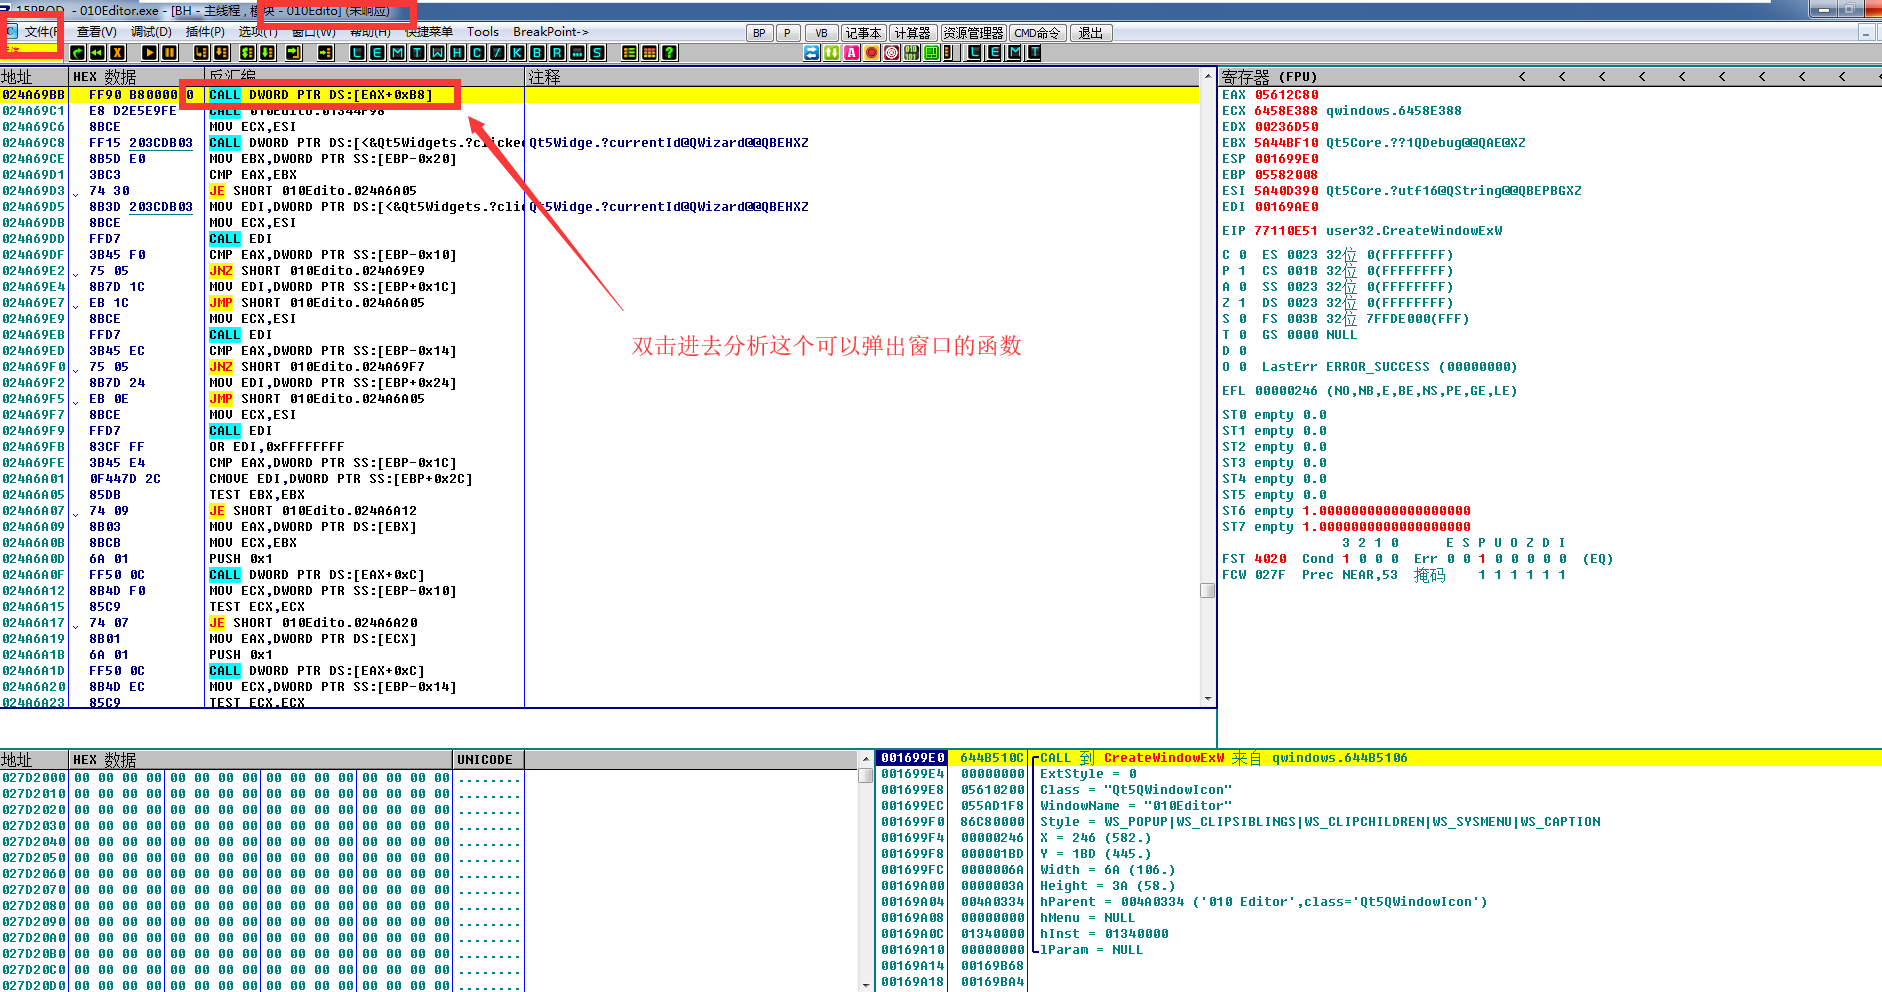 15PROD - 010Editor.exe - [BH - 主线程, 模块 - 010Edito] (未响应)
C 文件(F 查看(V) 调试(D) 插件(P) 选项(T) 窗口(W) 帮助(H) 快捷菜单 Tools BreakPoint-> BP P VB 记事本 计算器 资源管理器 CMD命令 退出
L E M T W H C / K B R ... S ? A L E M T
地址 HEX 数据 反汇编 注释
024A69BB FF90 B8000000 CALL DWORD PTR DS:[EAX+0xB8]
024A69C1 E8 D2E5E9FE CALL 010Edito.01344F98
024A69C6 8BCE MOV ECX,ESI
024A69C8 FF15 203CDB03 CALL DWORD PTR DS:[<&Qt5Widgets.?clicked Qt5Widge.?currentId@QWizard@@QBEHXZ
024A69CE 8B5D E0 MOV EBX,DWORD PTR SS:[EBP-0x20]
024A69D1 3BC3 CMP EAX,EBX
024A69D3 74 30 JE SHORT 010Edito.024A6A05
024A69D5 8B3D 203CDB03 MOV EDI,DWORD PTR DS:[<&Qt5Widgets.?cli Qt5Widge.?currentId@QWizard@@QBEHXZ
024A69DB 8BCE MOV ECX,ESI
024A69DD FFD7 CALL EDI
024A69DF 3B45 F0 CMP EAX,DWORD PTR SS:[EBP-0x10]
024A69E2 75 05 JNZ SHORT 010Edito.024A69E9
024A69E4 8B7D 1C MOV EDI,DWORD PTR SS:[EBP+0x1C]
024A69E7 EB 1C JMP SHORT 010Edito.024A6A05
024A69E9 8BCE MOV ECX,ESI
024A69EB FFD7 CALL EDI
024A69ED 3B45 EC CMP EAX,DWORD PTR SS:[EBP-0x14]
024A69F0 75 05 JNZ SHORT 010Edito.024A69F7
024A69F2 8B7D 24 MOV EDI,DWORD PTR SS:[EBP+0x24]
024A69F5 EB 0E JMP SHORT 010Edito.024A6A05
024A69F7 8BCE MOV ECX,ESI
024A69F9 FFD7 CALL EDI
024A69FB 83CF FF OR EDI,0xFFFFFFFF
024A69FE 3B45 E4 CMP EAX,DWORD PTR SS:[EBP-0x1C]
024A6A01 0F447D 2C CMOVE EDI,DWORD PTR SS:[EBP+0x2C]
024A6A05 85DB TEST EBX,EBX
024A6A07 74 09 JE SHORT 010Edito.024A6A12
024A6A09 8B03 MOV EAX,DWORD PTR DS:[EBX]
024A6A0B 8BCB MOV ECX,EBX
024A6A0D 6A 01 PUSH 0x1
024A6A0F FF50 0C CALL DWORD PTR DS:[EAX+0xC]
024A6A12 8B4D F0 MOV ECX,DWORD PTR SS:[EBP-0x10]
024A6A15 85C9 TEST ECX,ECX
024A6A17 74 07 JE SHORT 010Edito.024A6A20
024A6A19 8B01 MOV EAX,DWORD PTR DS:[ECX]
024A6A1B 6A 01 PUSH 0x1
024A6A1D FF50 0C CALL DWORD PTR DS:[EAX+0xC]
024A6A20 8B4D EC MOV ECX,DWORD PTR SS:[EBP-0x14]
024A6A23 85C9 TEST ECX,ECX
双击进去分析这个可以弹出窗口的函数
寄存器 (FPU) < < < < < < < < < <
EAX 05612C80
ECX 6458E388 qwindows.6458E388
EDX 00236D50
EBX 5A44BF10 Qt5Core.??1QDebug@@QAE@XZ
ESP 001699E0
EBP 05582008
ESI 5A40D390 Qt5Core.?utf16@QString@@QBEPBGXZ
EDI 00169AE0
EIP 77110E51 user32.CreateWindowExW
C 0 ES 0023 32位 0(FFFFFFFF)
P 1 CS 001B 32位 0(FFFFFFFF)
A 0 SS 0023 32位 0(FFFFFFFF)
Z 1 DS 0023 32位 0(FFFFFFFF)
S 0 FS 003B 32位 7FFDE000(FFF)
T 0 GS 0000 NULL
D 0
O 0 LastErr ERROR_SUCCESS (00000000)
EFL 00000246 (NO,NB,E,BE,NS,PE,GE,LE)
ST0 empty 0.0
ST1 empty 0.0
ST2 empty 0.0
ST3 empty 0.0
ST4 empty 0.0
ST5 empty 0.0
ST6 empty 1.0000000000000000000
ST7 empty 1.0000000000000000000
3 2 1 0 E S P U O Z D I
FST 4020 Cond 1 0 0 0 Err 0 0 1 0 0 0 0 0 (EQ)
FCW 027F Prec NEAR,53 掩码 1 1 1 1 1 1
地址 HEX 数据 UNICODE
027D2000 00 00 00 00 00 00 00 00 00 00 00 00 00 00 00 00 ........
027D2010 00 00 00 00 00 00 00 00 00 00 00 00 00 00 00 00 ........
027D2020 00 00 00 00 00 00 00 00 00 00 00 00 00 00 00 00 ........
027D2030 00 00 00 00 00 00 00 00 00 00 00 00 00 00 00 00 ........
027D2040 00 00 00 00 00 00 00 00 00 00 00 00 00 00 00 00 ........
027D2050 00 00 00 00 00 00 00 00 00 00 00 00 00 00 00 00 ........
027D2060 00 00 00 00 00 00 00 00 00 00 00 00 00 00 00 00 ........
027D2070 00 00 00 00 00 00 00 00 00 00 00 00 00 00 00 00 ........
027D2080 00 00 00 00 00 00 00 00 00 00 00 00 00 00 00 00 ........
027D2090 00 00 00 00 00 00 00 00 00 00 00 00 00 00 00 00 ........
027D20A0 00 00 00 00 00 00 00 00 00 00 00 00 00 00 00 00 ........
027D20B0 00 00 00 00 00 00 00 00 00 00 00 00 00 00 00 00 ........
027D20C0 00 00 00 00 00 00 00 00 00 00 00 00 00 00 00 00 ........
027D20D0 00 00 00 00 00 00 00 00 00 00 00 00 00 00 00 00 ........
001699E0 644B510C CALL 到 CreateWindowExW 来自 qwindows.644B5106
001699E4 00000000 ExtStyle = 0
001699E8 05610200 Class = "Qt5QWindowIcon"
001699EC 055AD1F8 WindowName = "010Editor"
001699F0 86C80000 Style = WS_POPUP|WS_CLIPSIBLINGS|WS_CLIPCHILDREN|WS_SYSMENU|WS_CAPTION
001699F4 00000246 X = 246 (582.)
001699F8 000001BD Y = 1BD (445.)
001699FC 0000006A Width = 6A (106.)
00169A00 0000003A Height = 3A (58.)
00169A04 004A0334 hParent = 004A0334 ('010 Editor',class='Qt5QWindowIcon')
00169A08 00000000 hMenu = NULL
00169A0C 01340000 hInst = 01340000
00169A10 00000000 lParam = NULL
00169A14 00169B68
00169A18 00169BA4